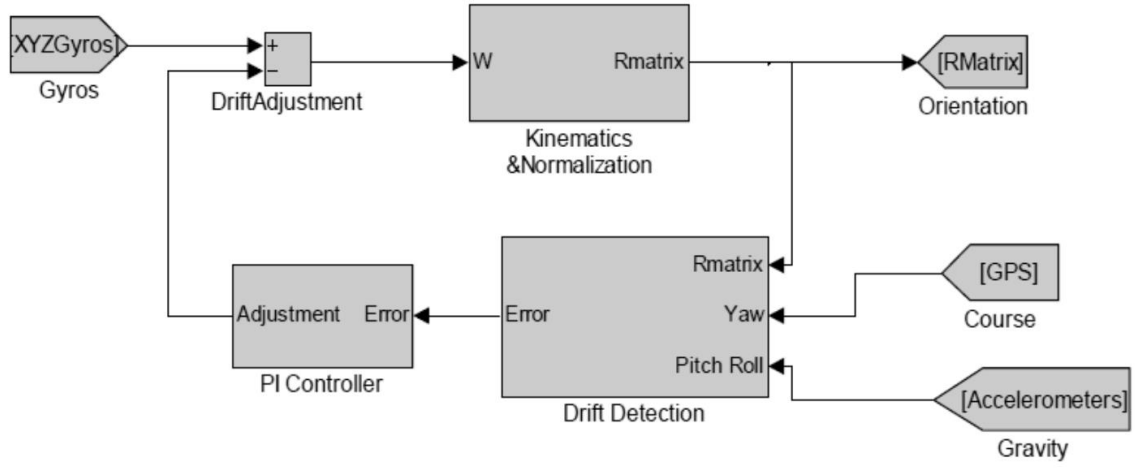 [XYZGyros]
Gyros
+
−
DriftAdjustment
W
Rmatrix
Kinematics
&Normalization
[RMatrix]
Orientation
Adjustment
Error
PI Controller
Error
Rmatrix
Yaw
Pitch Roll
Drift Detection
[GPS]
Course
[Accelerometers]
Gravity